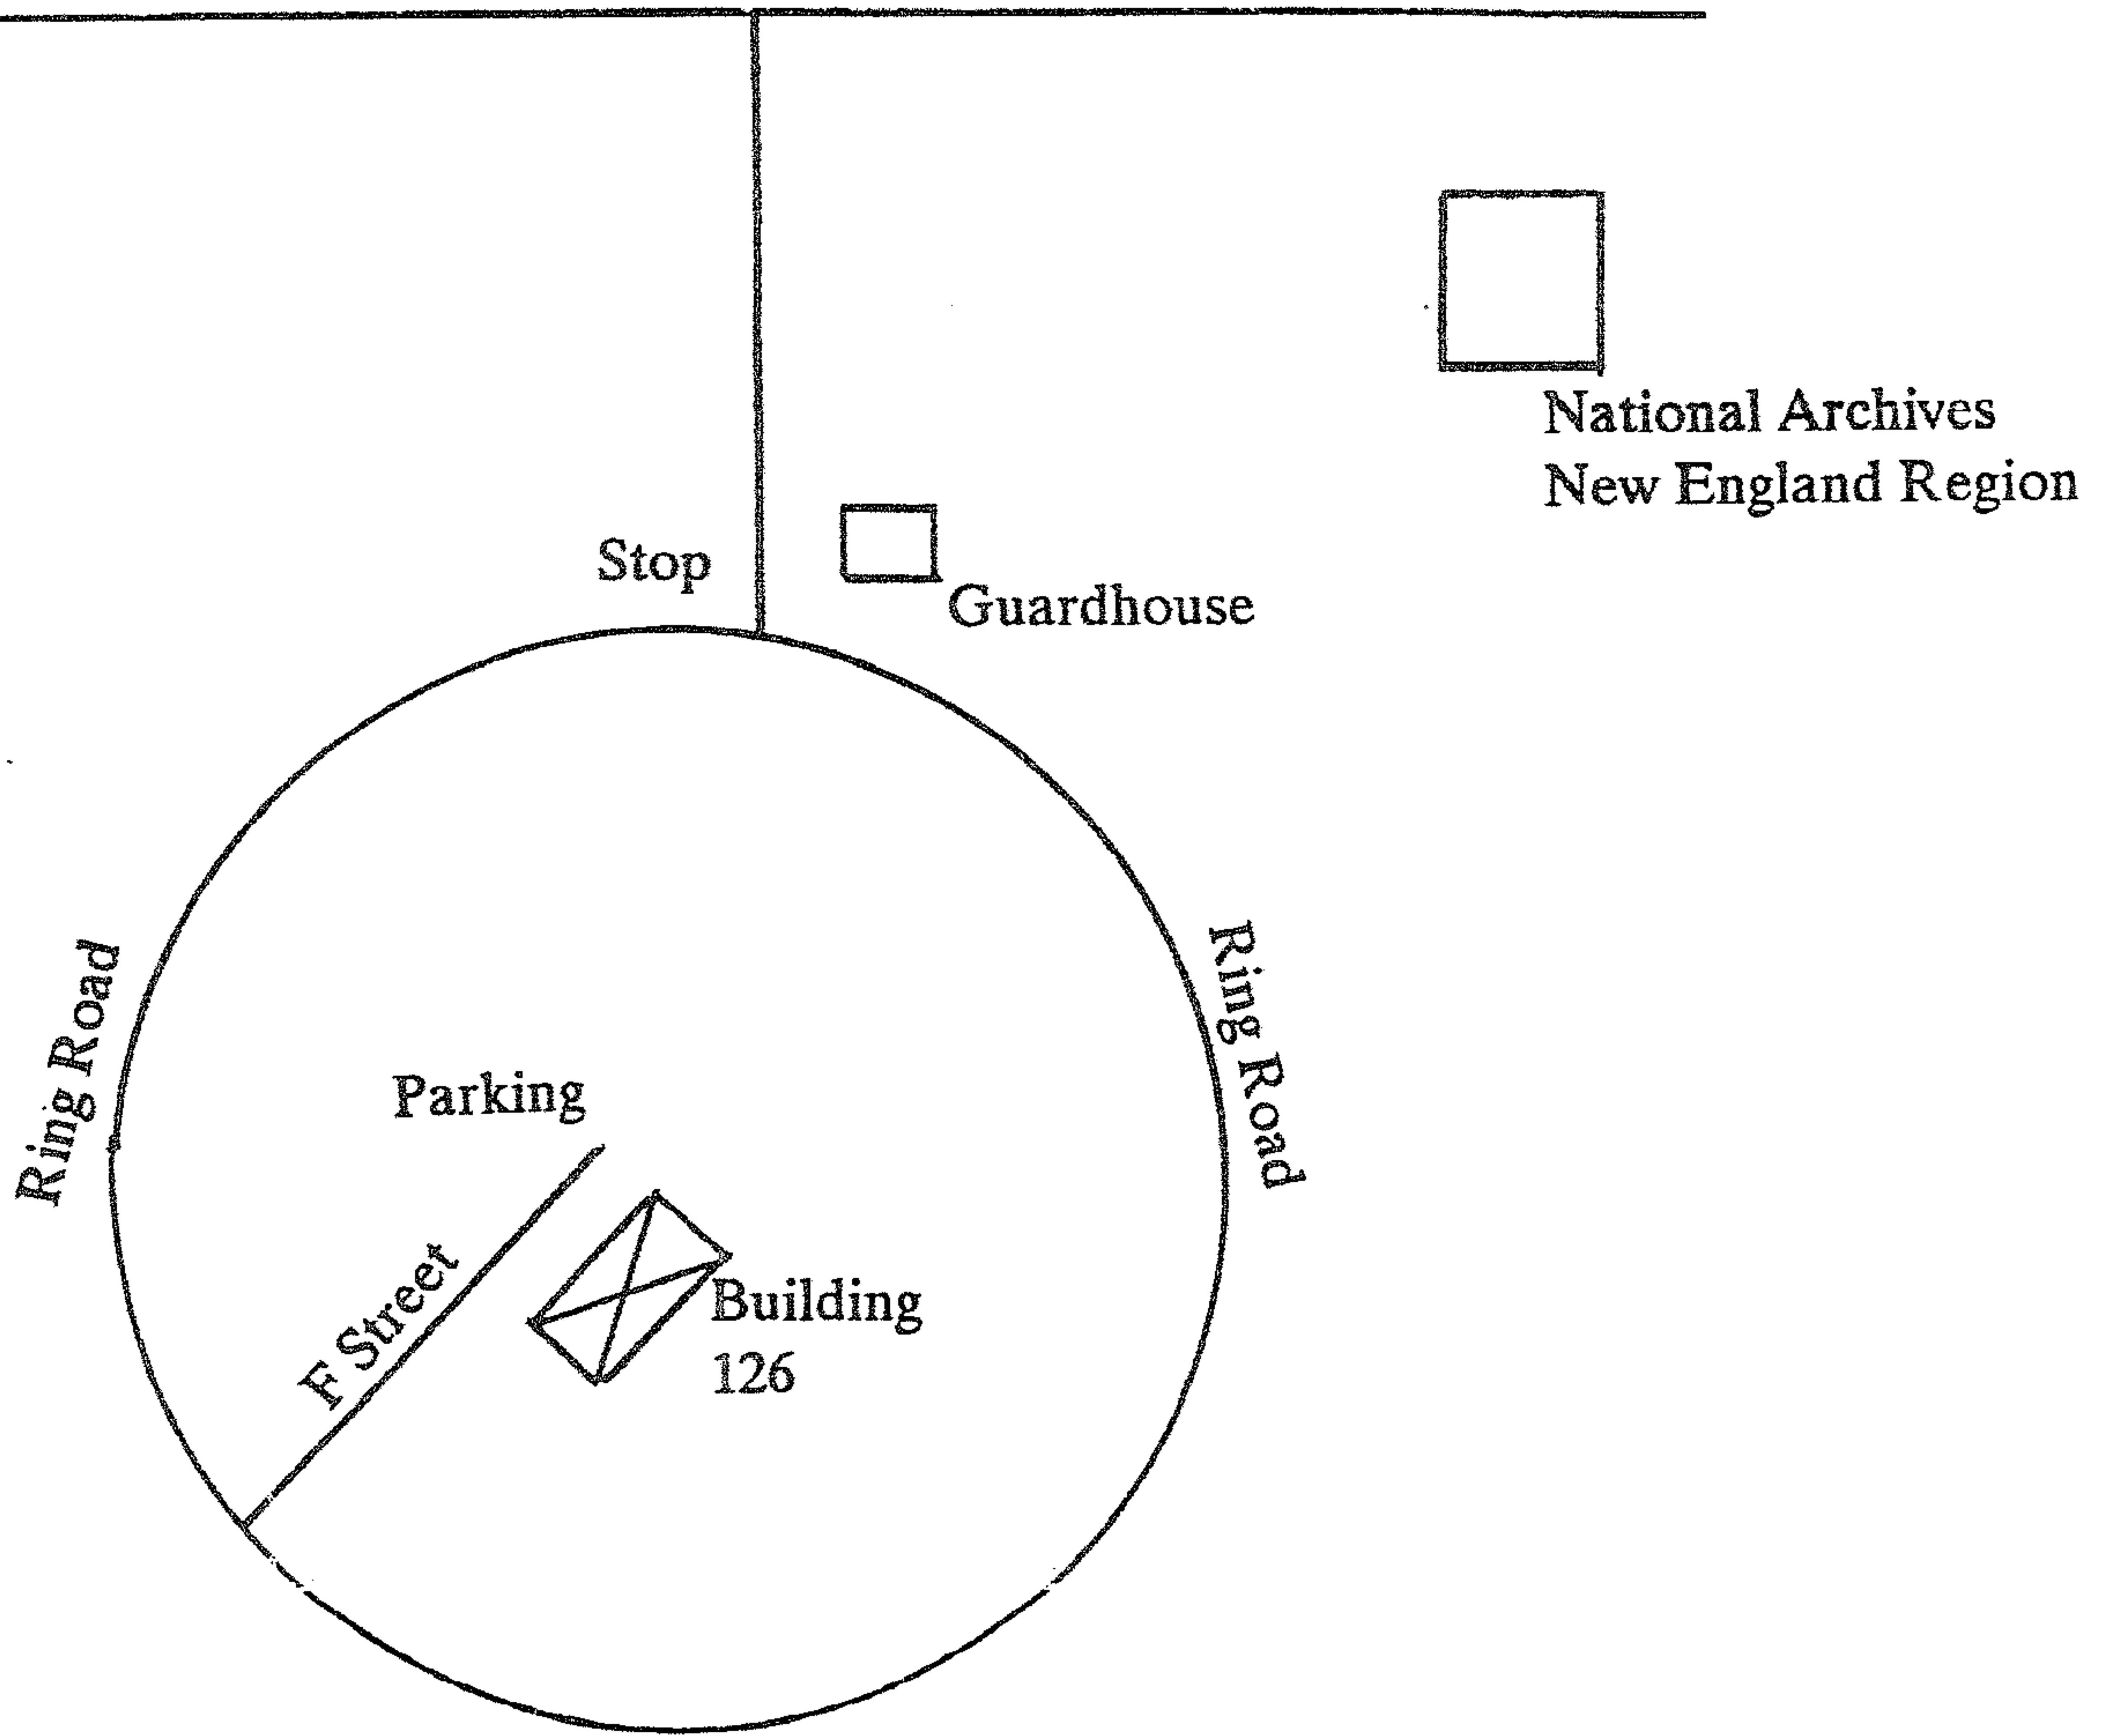 National Archives
New England Region
Stop
Guardhouse
Ring Road
Ring Road
Parking
F Street
Building
126